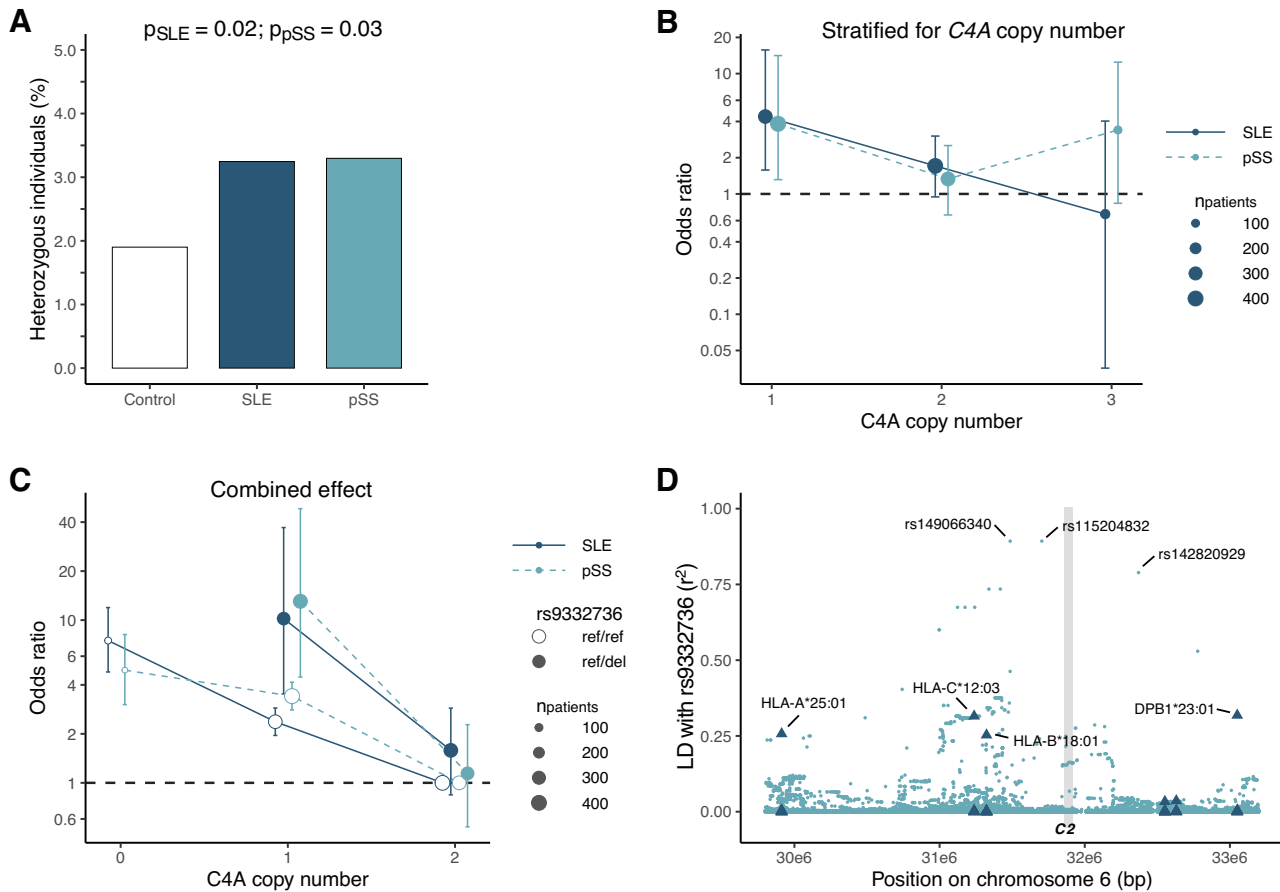 A
pSLE = 0.02; ppSS = 0.03
Heterozygous individuals (%)
5.0
4.0
3.0
2.0
1.0
0.0
Control SLE pSS
B
Stratified for C4A copy number
Odds ratio
20
10
6
4
2
1
0.6
0.4
0.2
0.1
0.05
1 2 3
C4A copy number
SLE
pSS
npatients
100
200
300
400
C
Combined effect
Odds ratio
40
20
10
6
4
2
1
0.6
0 1 2
C4A copy number
SLE
pSS
rs9332736
ref/ref
ref/del
npatients
100
200
300
400
D
LD with rs9332736 (r²)
1.00
0.75
0.50
0.25
0.00
rs149066340
rs115204832
rs142820929
HLA-A*25:01
HLA-C*12:03
HLA-B*18:01
DPB1*23:01
C2
30e6 31e6 32e6 33e6
Position on chromosome 6 (bp)